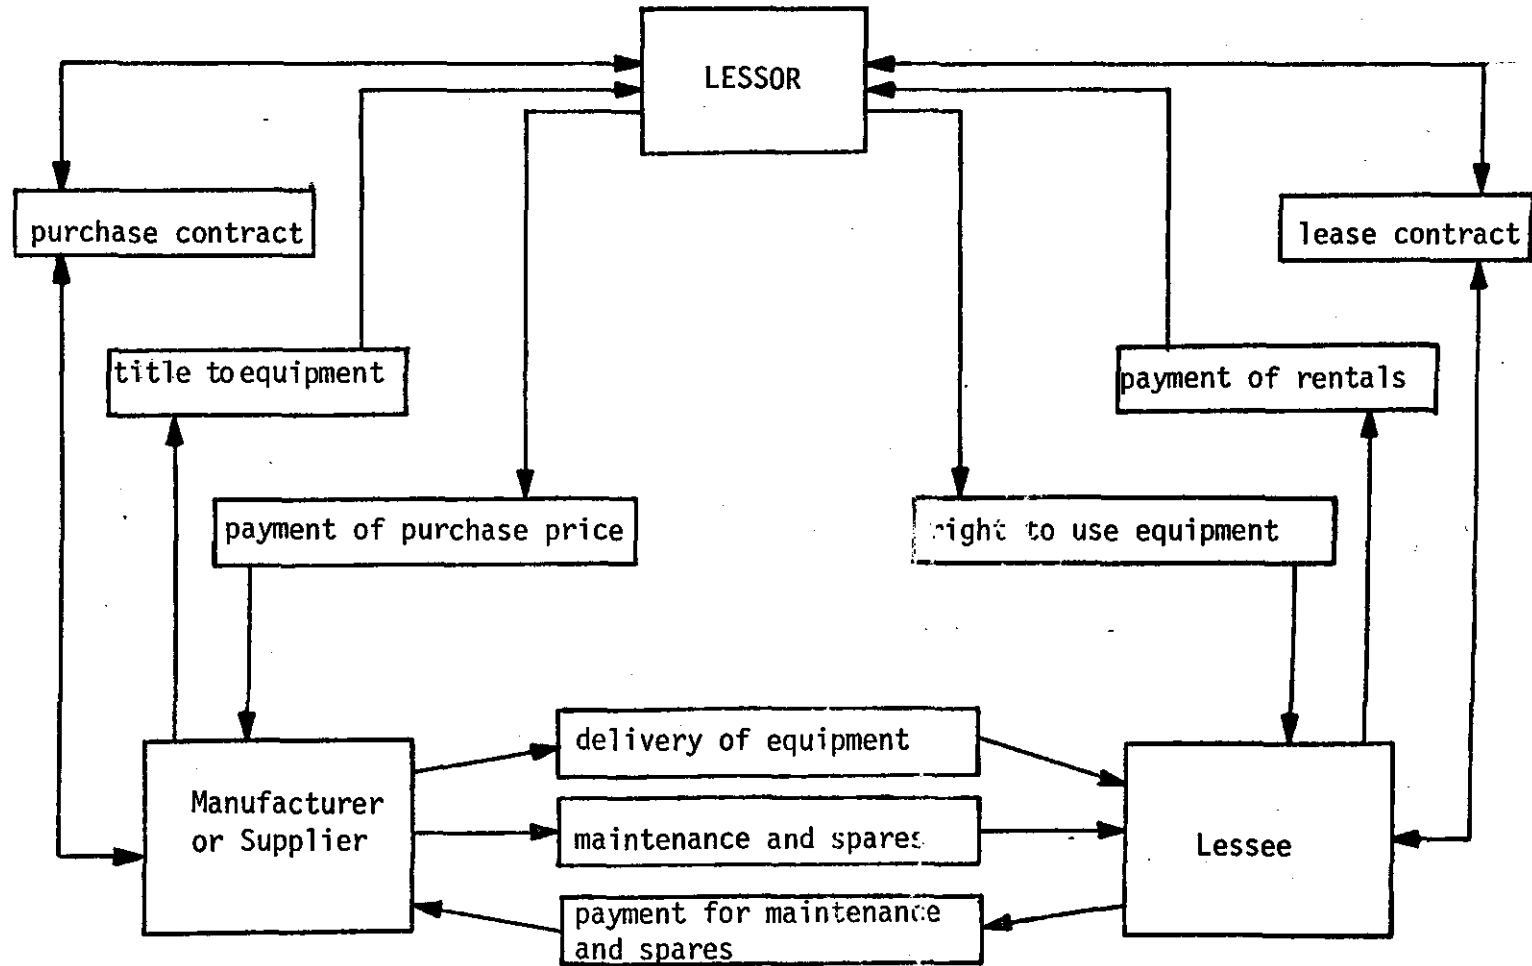 LESSOR
purchase contract
lease contract
title to equipment
payment of rentals
payment of purchase price
right to use equipment
delivery of equipment
Manufacturer
or Supplier
maintenance and spares
Lessee
payment for maintenance
and spares